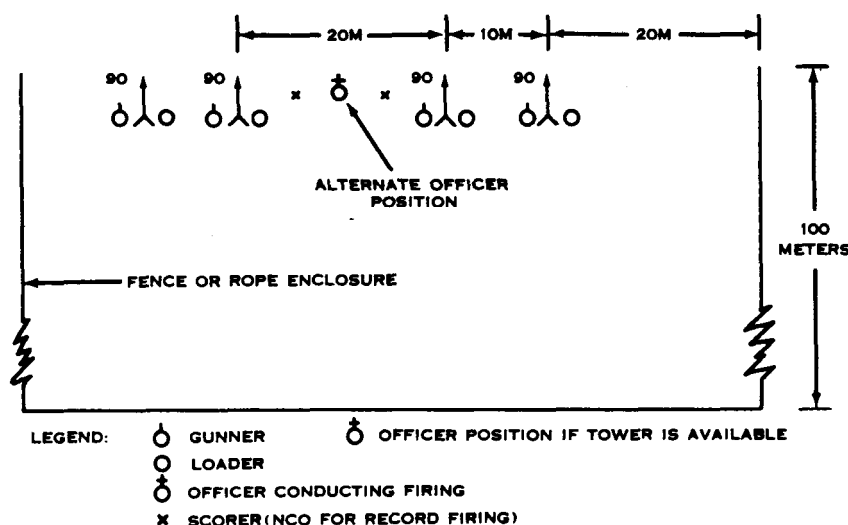 20M 10M 20M
90 90 90 90
ALTERNATE OFFICER
POSITION
100
METERS
FENCE OR ROPE ENCLOSURE
LEGEND: GUNNER OFFICER POSITION IF TOWER IS AVAILABLE
LOADER
OFFICER CONDUCTING FIRING
x SCORER(NCO FOR RECORD FIRING)